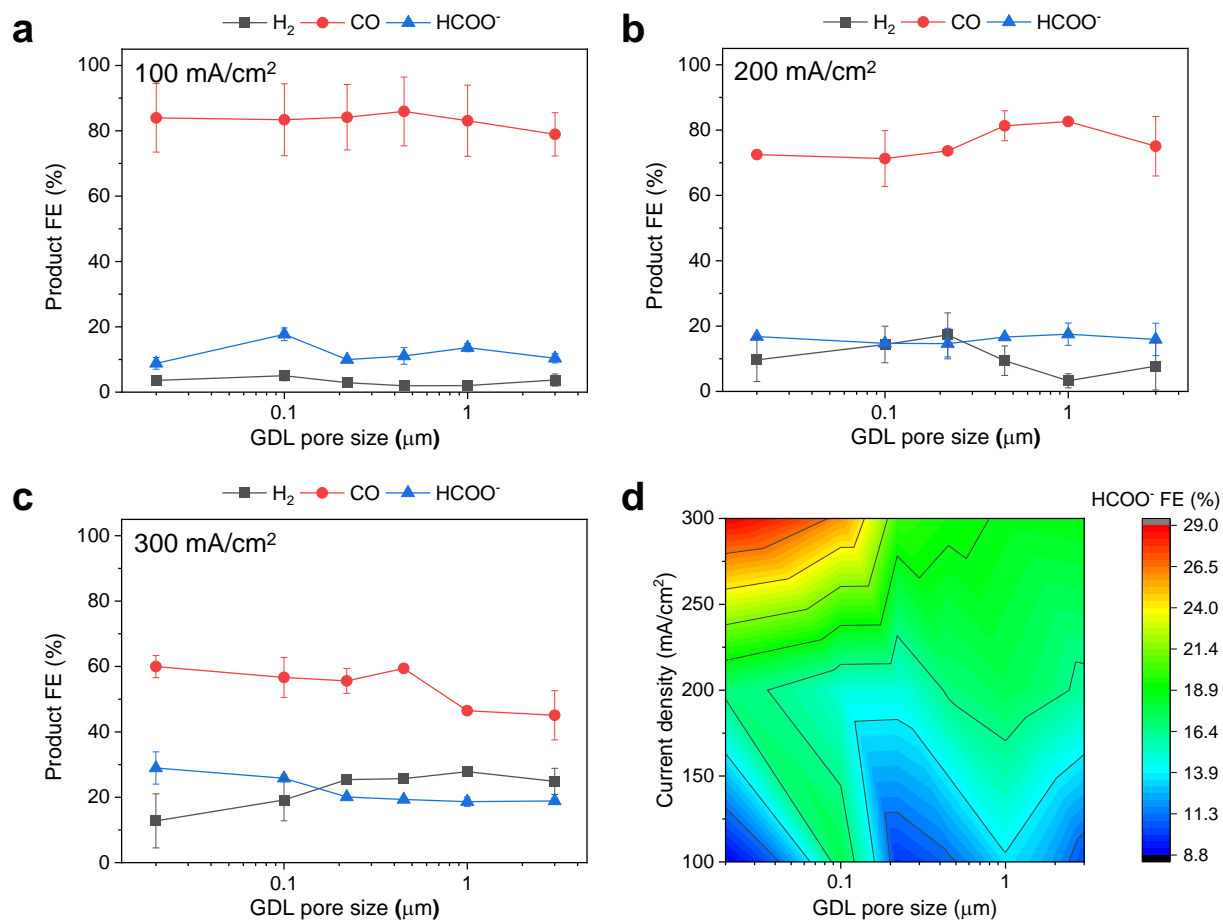 a
H₂ CO HCOO⁻
100 mA/cm²
100
80
60
40
20
0
Product FE (%)
0.1 1
GDL pore size (μm)
b
H₂ CO HCOO⁻
200 mA/cm²
100
80
60
40
20
0
Product FE (%)
0.1 1
GDL pore size (μm)
c
H₂ CO HCOO⁻
300 mA/cm²
100
80
60
40
20
0
Product FE (%)
0.1 1
GDL pore size (μm)
d
HCOO⁻ FE (%)
300
250
200
150
100
Current density (mA/cm²)
0.1 1
GDL pore size (μm)
29.0
26.5
24.0
21.4
18.9
16.4
13.9
11.3
8.8